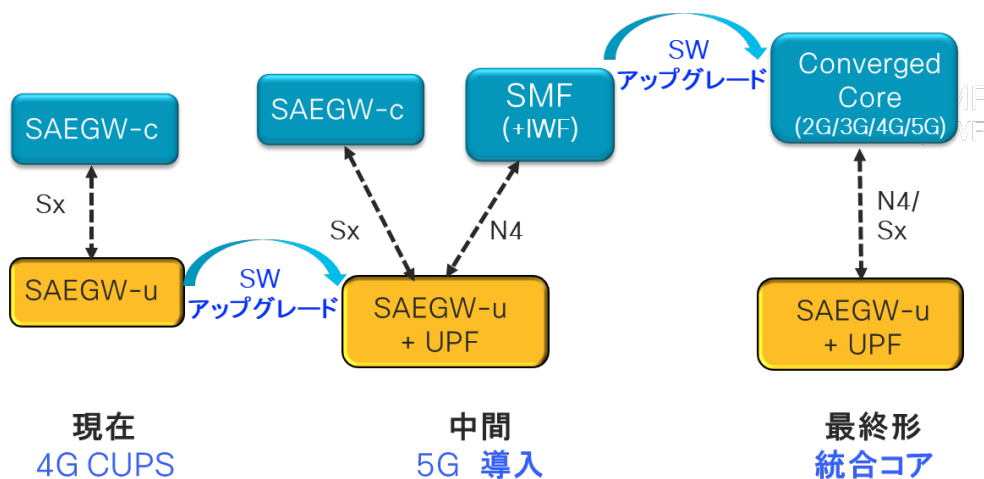 SAEGW-c
Sx
SAEGW-u
SW
アップグレード
SAEGW-c
SMF
(+IWF)
Sx
N4
SAEGW-u
+ UPF
SW
アップグレード
Converged
Core
(2G/3G/4G/5G)
N4/
Sx
SAEGW-u
+ UPF
現在
4G CUPS
中間
5G 導入
最終形
統合コア